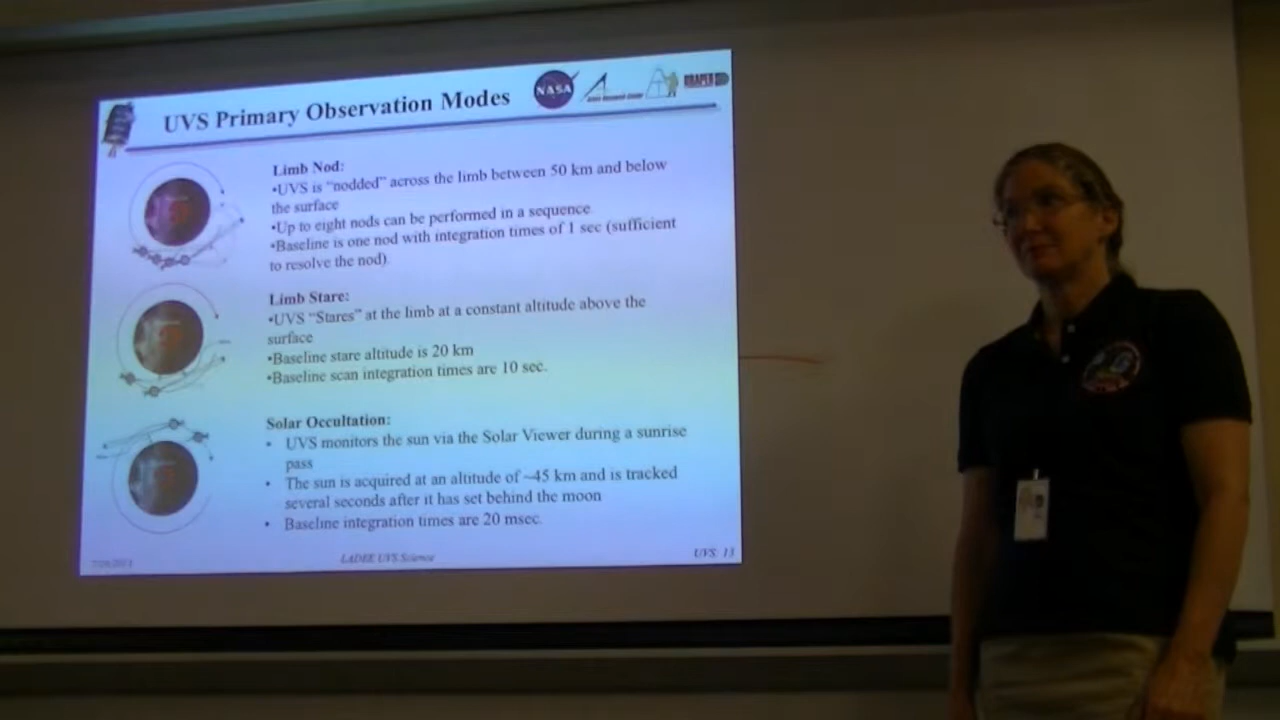 UVS Primary Observation Modes
NASA
DRAPER
Limb Nod:
•UVS is “nodded” across the limb between 50 km and below
the surface
•Up to eight nods can be performed in a sequence
•Baseline is one nod with integration times of 1 sec (sufficient
to resolve the nod).
Limb Stare:
•UVS “Stares” at the limb at a constant altitude above the
surface
•Baseline stare altitude is 20 km
•Baseline scan integration times are 10 sec.
Solar Occultation:
• UVS monitors the sun via the Solar Viewer during a sunrise
pass
• The sun is acquired at an altitude of ~45 km and is tracked
several seconds after it has set behind the moon
• Baseline integration times are 20 msec.
LADEE UVS Science
UVS: 13